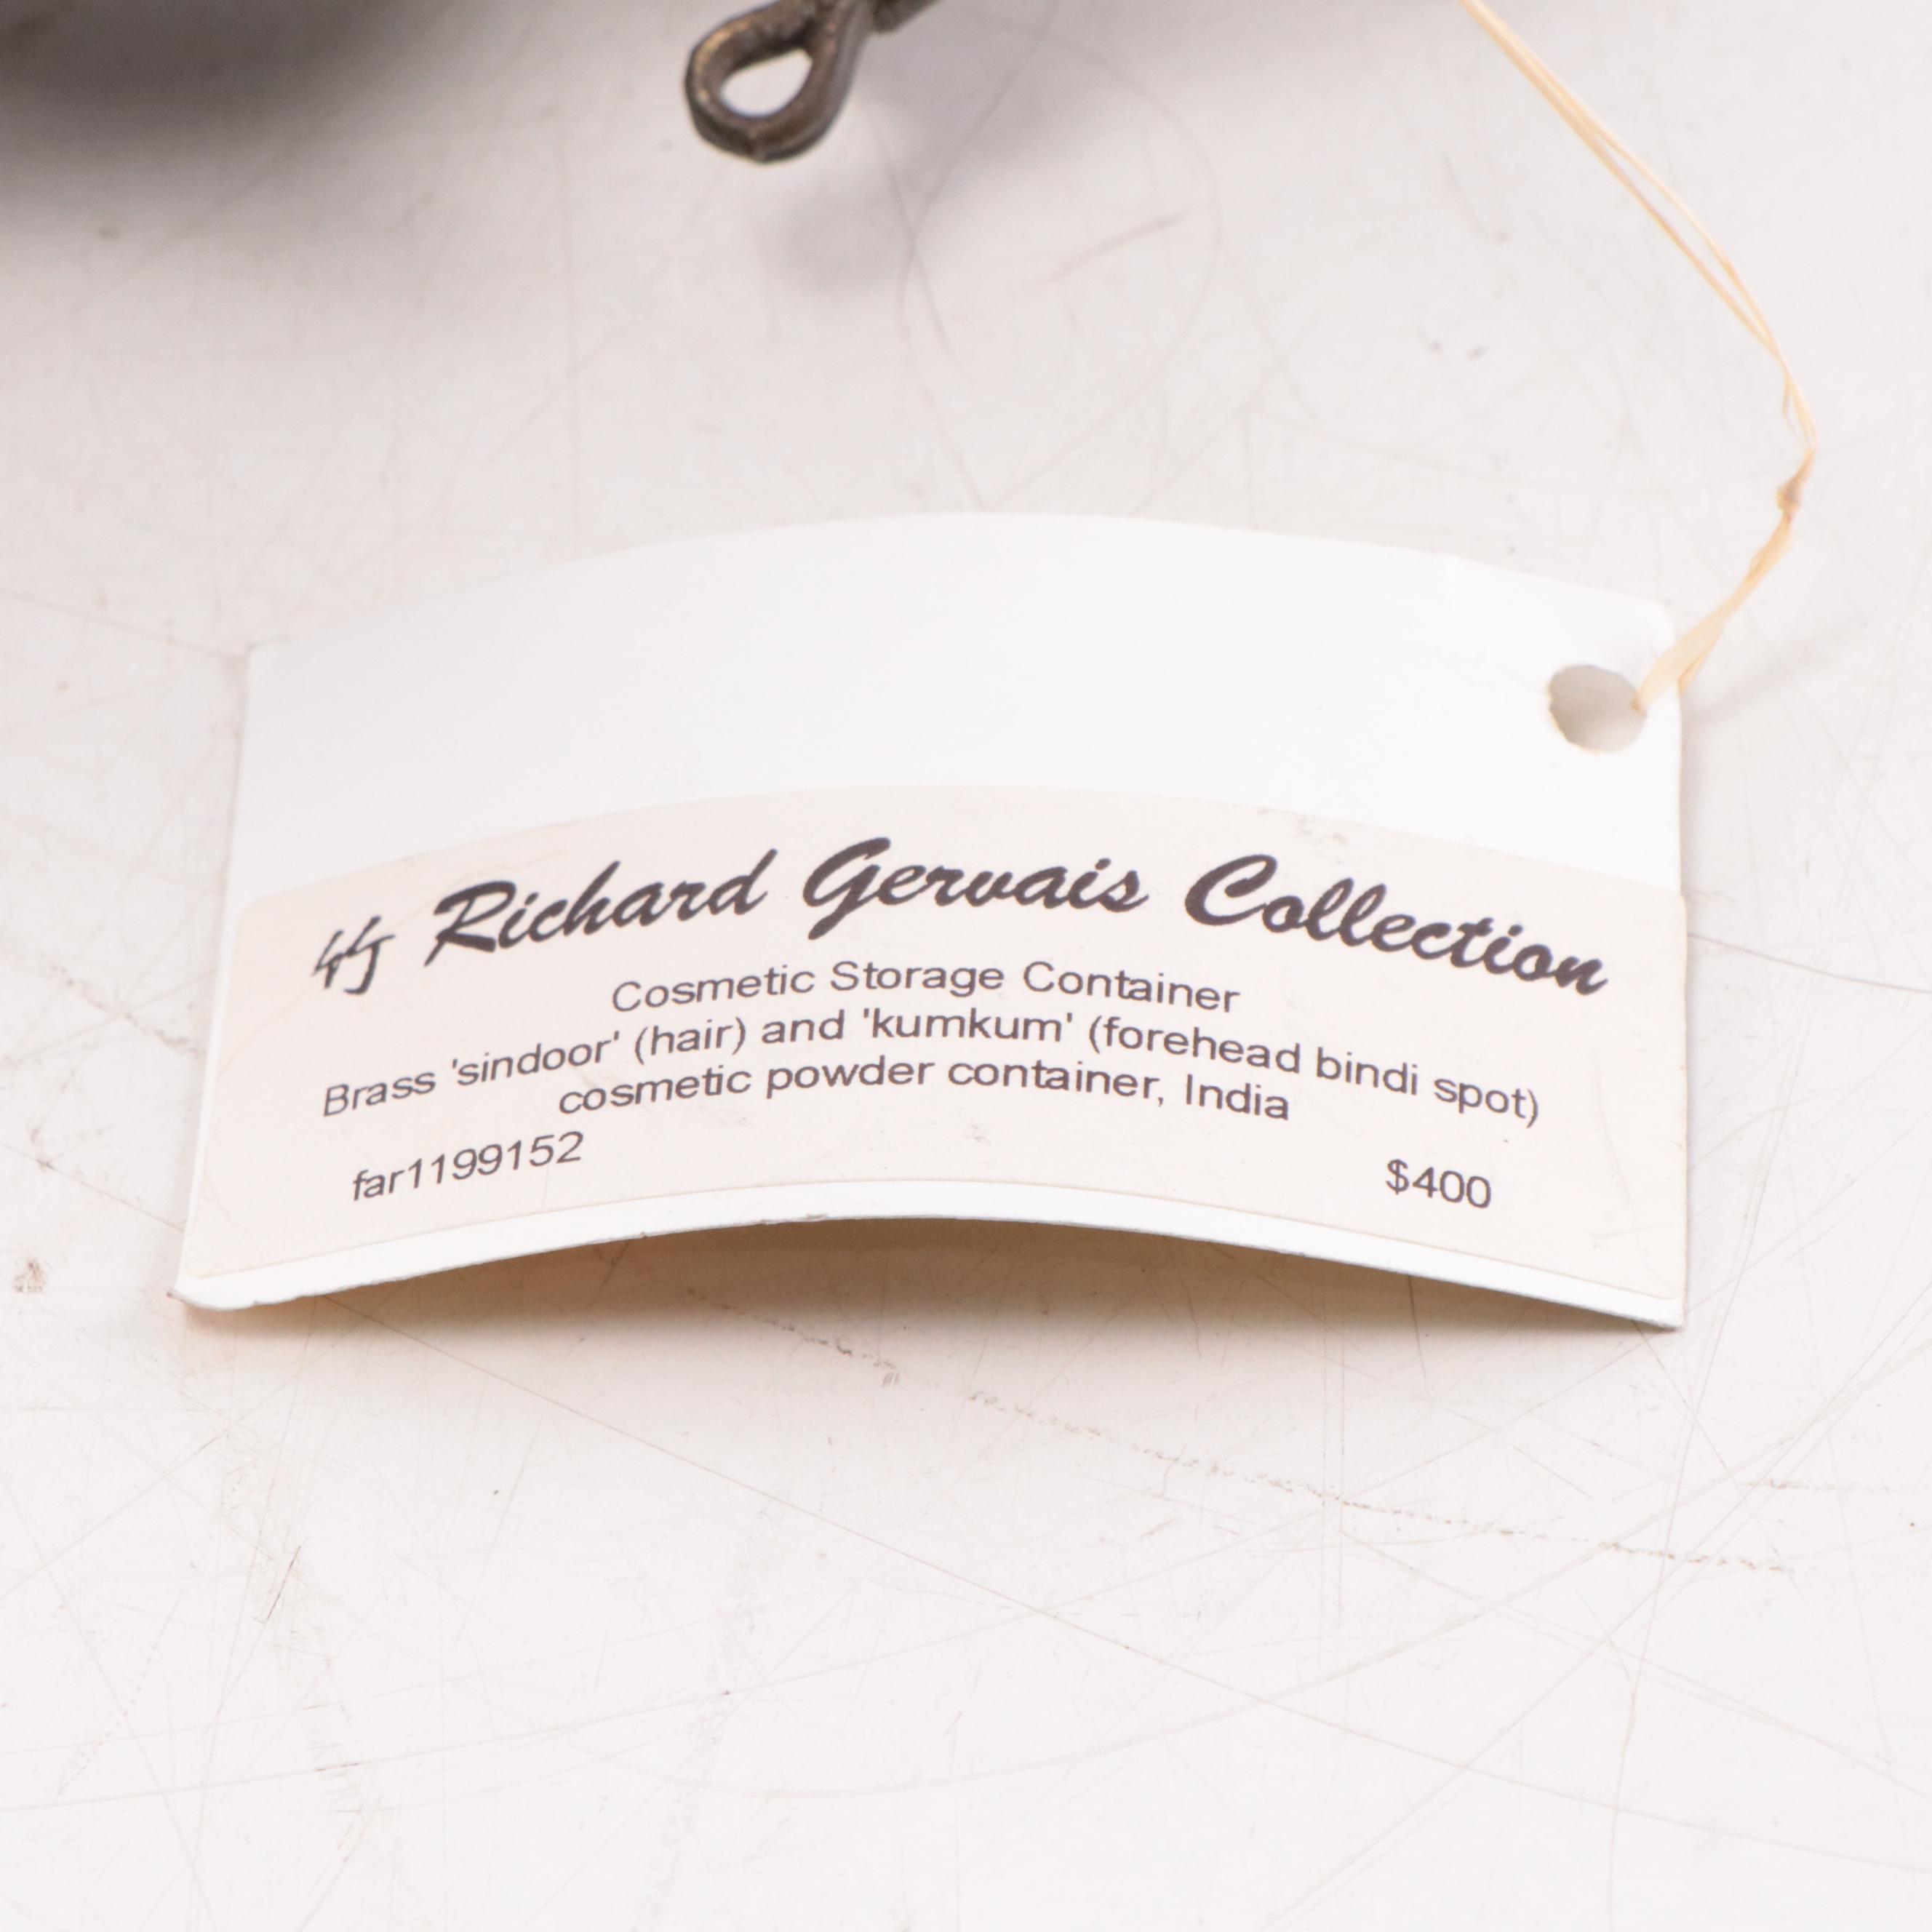 Richard Gervais Collection
Cosmetic Storage Container
Brass 'sindoor' (hair) and 'kumkum' (forehead bindi spot)
cosmetic powder container, India
far1199152 $400